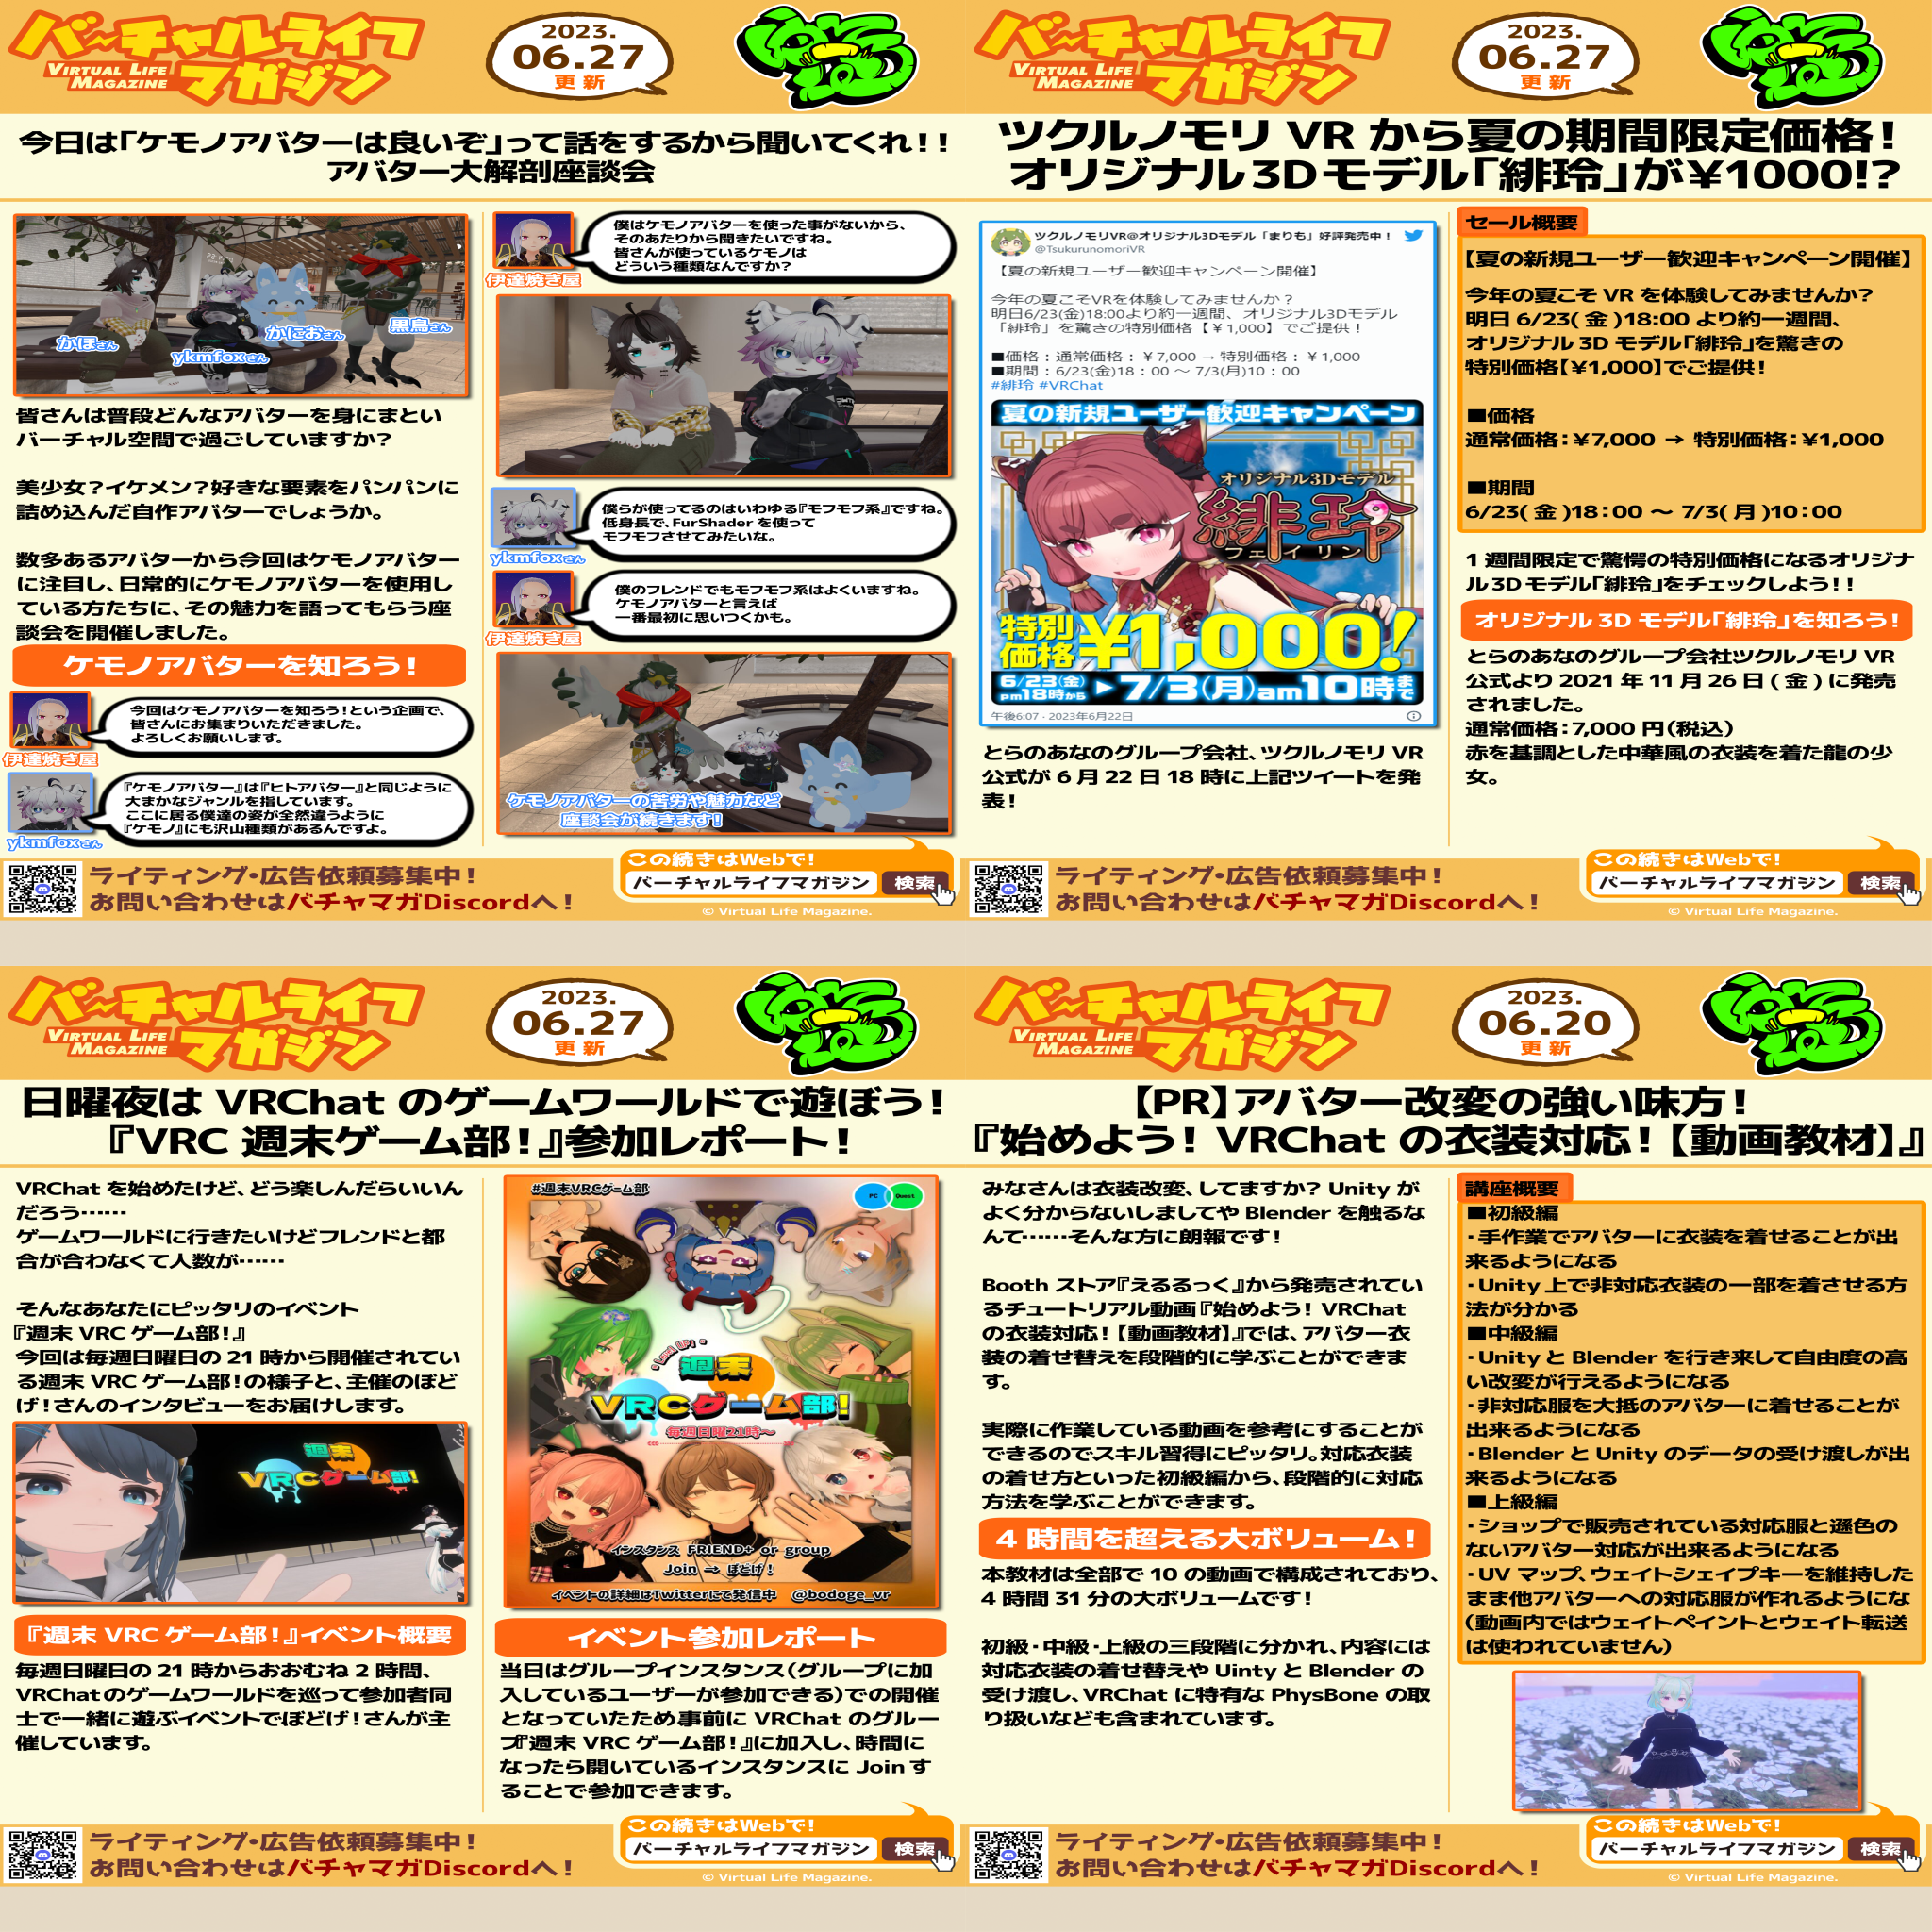 バーチャルライフ
マガジン
VIRTUAL LIFE
MAGAZINE
2023.
06.27
更新
今日は「ケモノアバターは良いぞ」って話をするから聞いてくれ！！
アバター大解剖座談会
かほさん
ykmfoxさん
かにおさん
黒鳥さん
皆さんは普段どんなアバターを身にまとい
バーチャル空間で過ごしていますか？
美少女？イケメン？好きな要素をパンパンに
詰め込んだ自作アバターでしょうか。
数多あるアバターから今回はケモノアバター
に注目し、日常的にケモノアバターを使用し
ている方たちに、その魅力を語ってもらう座
談会を開催しました。
ケモノアバターを知ろう！
今回はケモノアバターを知ろう！という企画で、
皆さんにお集まりいただきました。
よろしくお願いします。
伊達焼き屋
『ケモノアバター』は『ヒトアバター』と同じように
大まかなジャンルを指しています。
ここに居る僕達の姿が全然違うように
『ケモノ』にも沢山種類があるんですよ。
ykmfoxさん
僕はケモノアバターを使った事がないから、
そのあたりから聞きたいですね。
皆さんが使っているケモノは
どういう種類なんですか？
伊達焼き屋
僕らが使ってるのはいわゆる『モフモフ系』ですね。
低身長で、FurShader を使って
モフモフさせてみたいな。
ykmfoxさん
僕のフレンドでもモフモフ系はよくいますね。
ケモノアバターと言えば
一番最初に思いつくかも。
伊達焼き屋
ケモノアバターの苦労や魅力など
座談会が続きます！
ライティング・広告依頼募集中！
お問い合わせはバチャマガDiscordへ！
この続きはWebで！
バーチャルライフマガジン 検索
© Virtual Life Magazine.
バーチャルライフ
マガジン
VIRTUAL LIFE
MAGAZINE
2023.
06.27
更新
ツクルノモリ VR から夏の期間限定価格！
オリジナル 3D モデル「緋玲」が¥1000!?
ツクルノモリVR@オリジナル3Dモデル「まりも」好評発売中！
@TsukurunomoriVR
【夏の新規ユーザー歓迎キャンペーン開催】
今年の夏こそVRを体験してみませんか？
明日6/23(金)18:00より約一週間、オリジナル3Dモデル
「緋玲」を驚きの特別価格【￥1,000】でご提供！
■価格：通常価格：￥7,000 → 特別価格：￥1,000
■期間：6/23(金)18：00 ～ 7/3(月)10：00
#緋玲 #VRChat
夏の新規ユーザー歓迎キャンペーン
オリジナル3Dモデル
緋玲
フェイリン
特別
価格
¥1,000!
6/23(金)
pm18時から
▶7/3(月)am10時まで
午後6:07 · 2023年6月22日
とらのあなのグループ会社、ツクルノモリ VR
公式が 6 月 22 日 18 時に上記ツイートを発
表！
セール概要
【夏の新規ユーザー歓迎キャンペーン開催】
今年の夏こそ VR を体験してみませんか？
明日 6/23( 金 )18:00 より約一週間、
オリジナル 3D モデル「緋玲」を驚きの
特別価格【¥1,000】でご提供！
■価格
通常価格：¥7,000 → 特別価格：¥1,000
■期間
6/23( 金 )18：00 ～ 7/3( 月 )10：00
1 週間限定で驚愕の特別価格になるオリジナ
ル 3D モデル「緋玲」をチェックしよう！！
オリジナル 3D モデル「緋玲」を知ろう！
とらのあなのグループ会社ツクルノモリ VR
公式より 2021 年 11 月 26 日 ( 金 ) に発売
されました。
通常価格：7,000 円（税込）
赤を基調とした中華風の衣装を着た龍の少
女。
ライティング・広告依頼募集中！
お問い合わせはバチャマガDiscordへ！
この続きはWebで！
バーチャルライフマガジン 検索
© Virtual Life Magazine.
バーチャルライフ
マガジン
VIRTUAL LIFE
MAGAZINE
2023.
06.27
更新
日曜夜は VRChat のゲームワールドで遊ぼう！
『VRC 週末ゲーム部！』参加レポート！
VRChat を始めたけど、どう楽しんだらいいん
だろう……
ゲームワールドに行きたいけどフレンドと都
合が合わなくて人数が……
そんなあなたにピッタリのイベント
『週末 VRC ゲーム部！』
今回は毎週日曜日の 21 時から開催されてい
る週末 VRC ゲーム部！の様子と、主催のぼど
げ！さんのインタビューをお届けします。
週末
VRCゲーム部！
『週末 VRC ゲーム部！』イベント概要
毎週日曜日の 21 時からおおむね 2 時間、
VRChat のゲームワールドを巡って参加者同
士で一緒に遊ぶイベントでぼどげ！さんが主
催しています。
#週末VRCゲーム部
PC
Quest
週末
VRCゲーム部！
毎週日曜21時～
インスタンス FRIEND+ or group
Join ⇒ ぼどげ！
イベントの詳細はTwitterにて発信中 @bodoge_vr
イベント参加レポート
当日はグループインスタンス（グループに加
入しているユーザーが参加できる）での開催
となっていたため事前に VRChat のグルー
プ『週末 VRC ゲーム部！』に加入し、時間に
なったら開いているインスタンスに Join す
ることで参加できます。
ライティング・広告依頼募集中！
お問い合わせはバチャマガDiscordへ！
この続きはWebで！
バーチャルライフマガジン 検索
© Virtual Life Magazine.
バーチャルライフ
マガジン
VIRTUAL LIFE
MAGAZINE
2023.
06.20
更新
【PR】アバター改変の強い味方！
『始めよう！VRChat の衣装対応！【動画教材】』
みなさんは衣装改変、してますか？ Unity が
よく分からないしましてや Blender を触るな
んて……そんな方に朗報です！
Booth ストア『えるるっく』から発売されてい
るチュートリアル動画『始めよう！VRChat
の衣装対応！【動画教材】』では、アバター衣
装の着せ替えを段階的に学ぶことができま
す。
実際に作業している動画を参考にすることが
できるのでスキル習得にピッタリ。対応衣装
の着せ方といった初級編から、段階的に対応
方法を学ぶことができます。
4 時間を超える大ボリューム！
本教材は全部で 10 の動画で構成されており、
4 時間 31 分の大ボリュームです！
初級・中級・上級の三段階に分かれ、内容には
対応衣装の着せ替えや Uinty と Blender の
受け渡し、VRChat に特有な PhysBone の取
り扱いなども含まれています。
講座概要
■初級編
・手作業でアバターに衣装を着せることが出
来るようになる
・Unity 上で非対応衣装の一部を着させる方
法が分かる
■中級編
・Unity と Blender を行き来して自由度の高
い改変が行えるようになる
・非対応服を大抵のアバターに着せることが
出来るようになる
・Blender と Unity のデータの受け渡しが出
来るようになる
■上級編
・ショップで販売されている対応服と遜色の
ないアバター対応が出来るようになる
・UV マップ、ウェイトシェイプキーを維持した
まま他アバターへの対応服が作れるようにな
（動画内ではウェイトペイントとウェイト転送
は使われていません）
ライティング・広告依頼募集中！
お問い合わせはバチャマガDiscordへ！
この続きはWebで！
バーチャルライフマガジン 検索
© Virtual Life Magazine.